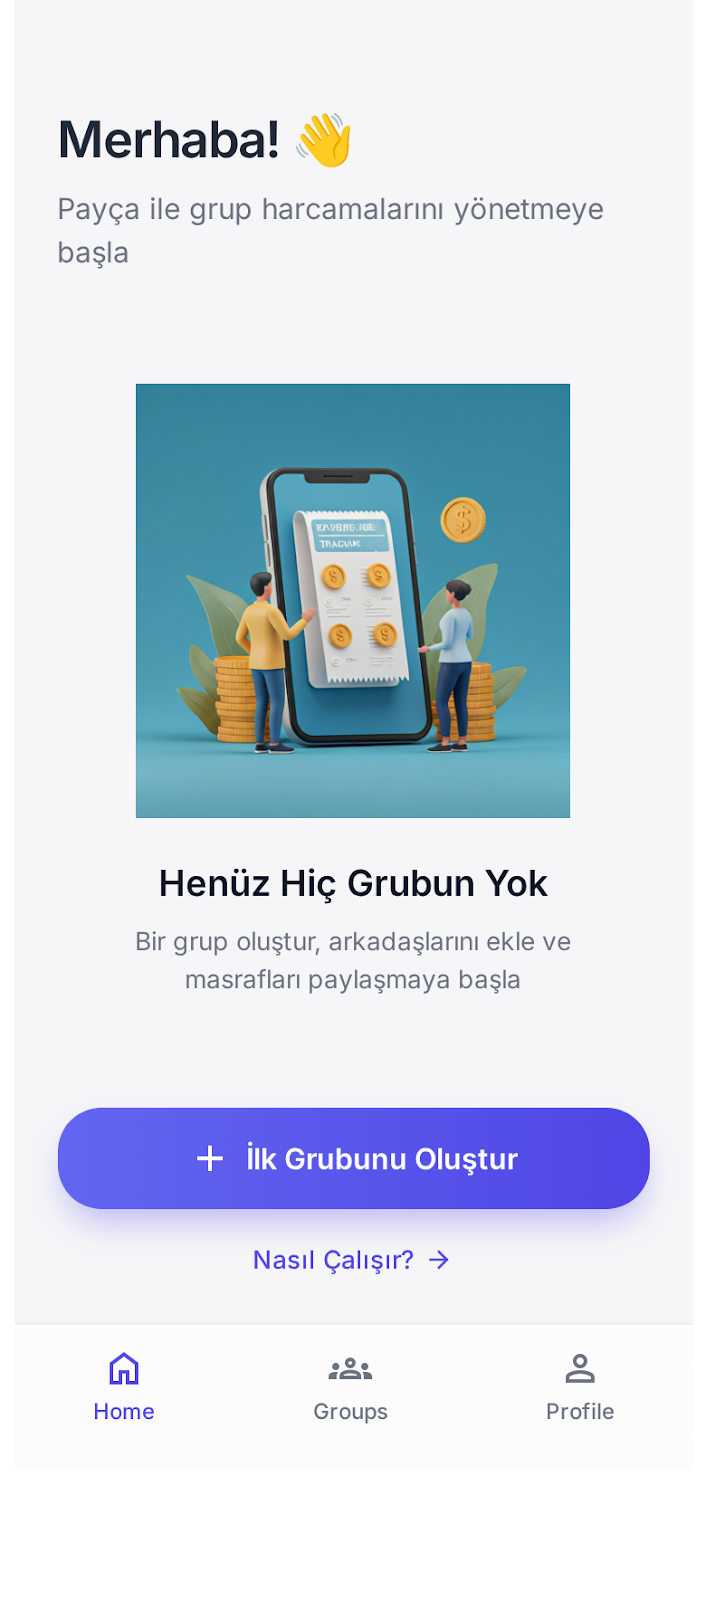 Merhaba! 👋
Payça ile grup harcamalarını yönetmeye
başla
Henüz Hiç Grubun Yok
Bir grup oluştur, arkadaşlarını ekle ve
masrafları paylaşmaya başla
İlk Grubunu Oluştur
Nasıl Çalışır? →
Home
Groups
Profile